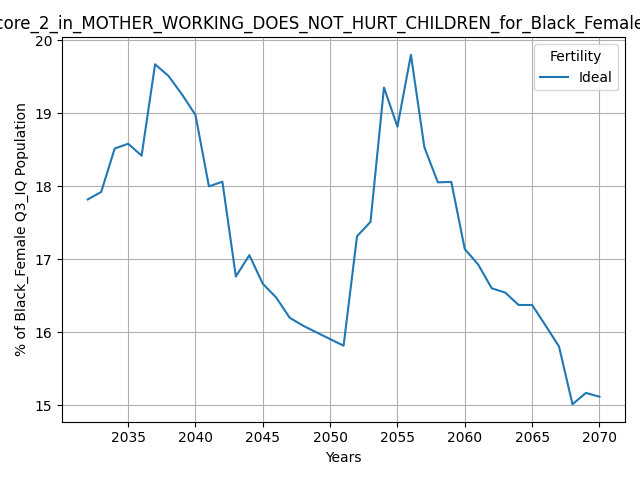 core_2_in_MOTHER_WORKING_DOES_NOT_HURT_CHILDREN_for_Black_Female
Fertility
Ideal
% of Black_Female Q3_IQ Population
20
19
18
17
16
15
2035 2040 2045 2050 2055 2060 2065 2070
Years